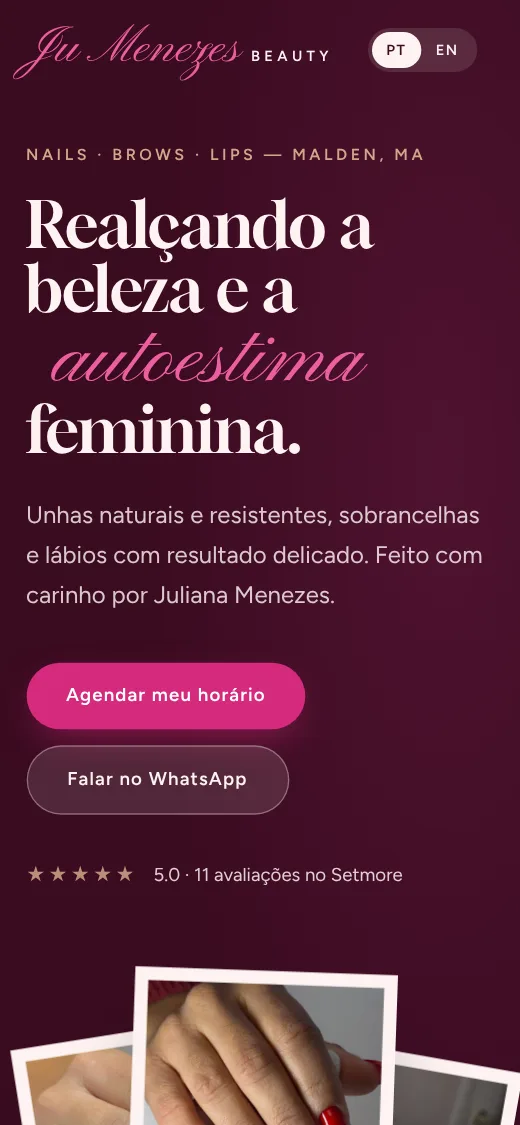 Ju Menezes BEAUTY
PT EN
NAILS · BROWS · LIPS — MALDEN, MA
Realçando a
beleza e a
autoestima
feminina.
Unhas naturais e resistentes, sobrancelhas
e lábios com resultado delicado. Feito com
carinho por Juliana Menezes.
Agendar meu horário
Falar no WhatsApp
★★★★★ 5.0 · 11 avaliações no Setmore